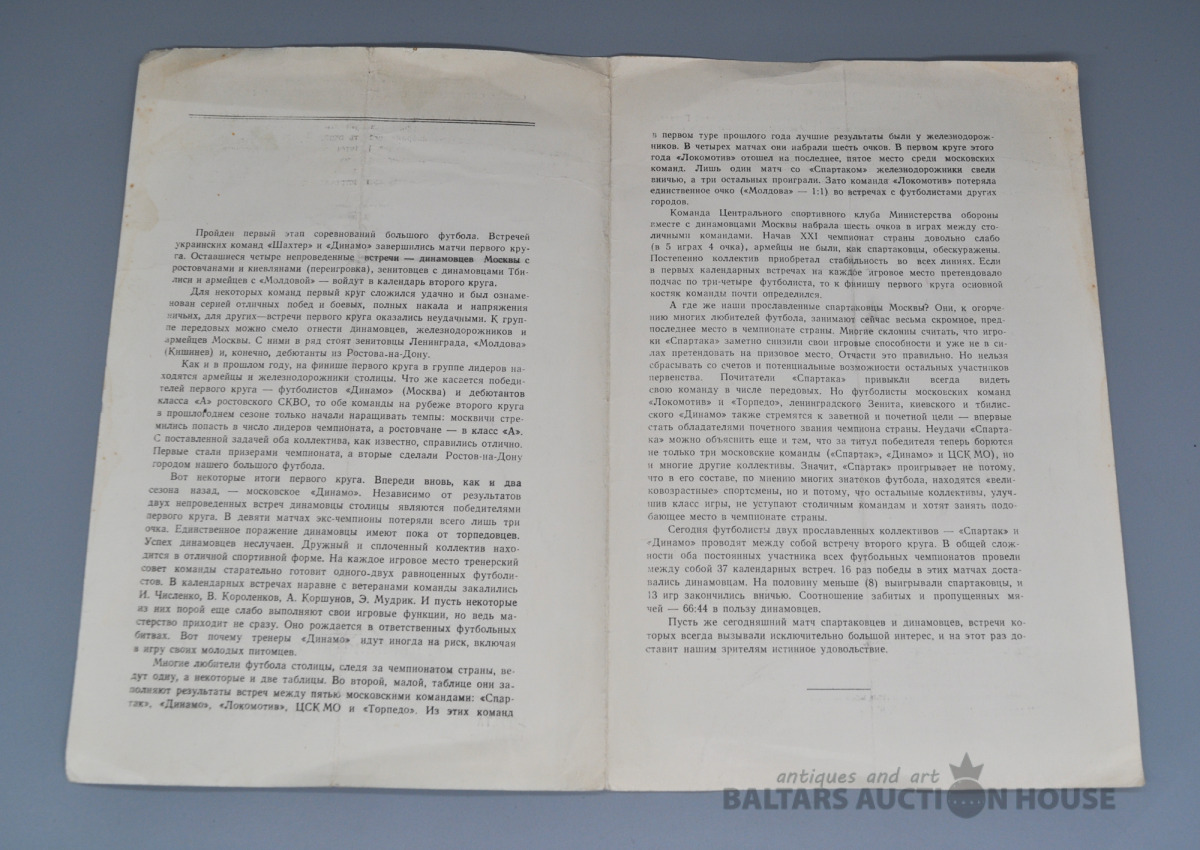 Пройден первый этап соревнований большого футбола. Встречей
украинских команд «Шахтер» и «Динамо» завершились матчи первого кру-
га. Оставшиеся четыре непроведенные встречи — динамовцев Москвы с
ростовчанами и киевлянами (переигровка), зенитовцев с динамовцами Тби-
лиси и армейцев с «Молдовой» — войдут в календарь второго круга.
Для некоторых команд первый круг сложился удачно и был ознаме-
нован серией отличных побед и боевых, полных накала и напряжения
ничьих, для других—встречи первого круга оказались неудачными. К груп-
пе передовых можно смело отнести динамовцев, железнодорожников и
армейцев Москвы. С ними в ряд стоят зенитовцы Ленинграда, «Молдова»
(Кишинев) и, конечно, дебютанты из Ростова-на-Дону.
Как и в прошлом году, на финише первого круга в группе лидеров на-
ходятся армейцы и железнодорожники столицы. Что же касается победи-
телей первого круга — футболистов «Динамо» (Москва) и дебютантов
класса «А» ростовского СКВО, то обе команды на рубеже второго круга
в прошлогоднем сезоне только начали наращивать темпы: москвичи стре-
мились попасть в число лидеров чемпионата, а ростовчане — в класс «А».
С поставленной задачей оба коллектива, как известно, справились отлично.
Первые стали призерами чемпионата, а вторые сделали Ростов-на-Дону
городом нашего большого футбола.
Вот некоторые итоги первого круга. Впереди вновь, как и два
сезона назад, — московское «Динамо». Независимо от результатов
двух непроведенных встреч динамовцы столицы являются победителями
первого круга. В девяти матчах экс-чемпионы потеряли всего лишь три
очка. Единственное поражение динамовцы имеют пока от торпедовцев.
Успех динамовцев неслучаен. Дружный и сплоченный коллектив нахо-
дится в отличной спортивной форме. На каждое игровое место тренерский
совет команды старательно готовит одного-двух равноценных футболи-
стов. В календарных встречах наравне с ветеранами команды закалились
И. Численко, В. Короленков, А. Коршунов, Э. Мудрик. И пусть некоторые
из них порой еще слабо выполняют свои игровые функции, но ведь ма-
стерство приходит не сразу. Оно рождается в ответственных футбольных
битвах. Вот почему тренеры «Динамо» идут иногда на риск, включая
в игру своих молодых питомцев.
Многие любители футбола столицы, следя за чемпионатом страны, ве-
дут одну, а некоторые и две таблицы. Во второй, малой, таблице они за-
полняют результаты встреч между пятью московскими командами: «Спар-
так», «Динамо», «Локомотив», ЦСК МО и «Торпедо». Из этих команд
в первом туре прошлого года лучшие результаты были у железнодорож-
ников. В четырех матчах они набрали шесть очков. В первом круге этого
года «Локомотив» отошел на последнее, пятое место среди московских
команд. Лишь один матч со «Спартаком» железнодорожники свели
вничью, а три остальных проиграли. Зато команда «Локомотив» потеряла
единственное очко («Молдова» — 1:1) во встречах с футболистами других
городов.
Команда Центрального спортивного клуба Министерства обороны
вместе с динамовцами Москвы набрала шесть очков в играх между сто-
личными командами. Начав XXI чемпионат страны довольно слабо
(в 5 играх 4 очка), армейцы не были, как спартаковцы, обескуражены.
Постепенно коллектив приобретал стабильность во всех линиях. Если
в первых календарных встречах на каждое игровое место претендовало
подчас по три-четыре футболиста, то к финишу первого круга основной
костяк команды почти определился.
А где же наши прославленные спартаковцы Москвы? Они, к огорче-
нию многих любителей футбола, занимают сейчас весьма скромное, пред-
последнее место в чемпионате страны. Многие склонны считать, что игро-
ки «Спартака» заметно снизили свои игровые способности и уже не в си-
лах претендовать на призовое место. Отчасти это правильно. Но нельзя
сбрасывать со счетов и потенциальные возможности остальных участников
первенства. Почитатели «Спартака» привыкли всегда видеть
свою команду в числе передовых. Но футболисты московских команд
«Локомотив» и «Торпедо», ленинградского Зенита, киевского и тбилис-
ского «Динамо» также стремятся к заветной и почетной цели — впервые
стать обладателями почетного звания чемпиона страны. Неудачи «Спарта-
ка» можно объяснить еще и тем, что за титул победителя теперь борются
не только три московские команды («Спартак», «Динамо» и ЦСК МО), но
и многие другие коллективы. Значит, «Спартак» проигрывает не потому,
что в его составе, по мнению многих знатоков футбола, находятся «вели-
ковозрастные» спортсмены, но и потому, что остальные коллективы, улуч-
шив класс игры, не уступают столичным командам и хотят занять подо-
бающее место в чемпионате страны.
Сегодня футболисты двух прославленных коллективов — «Спартак» и
«Динамо» проводят между собой встречу второго круга. В общей слож-
ности оба постоянных участника всех футбольных чемпионатов провели
между собой 37 календарных встреч. 16 раз победы в этих матчах доста-
вались динамовцам. На половину меньше (8) выигрывали спартаковцы, и
13 игр закончились вничью. Соотношение забитых и пропущенных мя-
чей — 66:44 в пользу динамовцев.
Пусть же сегодняшний матч спартаковцев и динамовцев, встречи ко-
торых всегда вызывали исключительно большой интерес, и на этот раз до-
ставит нашим зрителям истинное удовольствие.
antiques and art
BALTARS AUCTION HOUSE